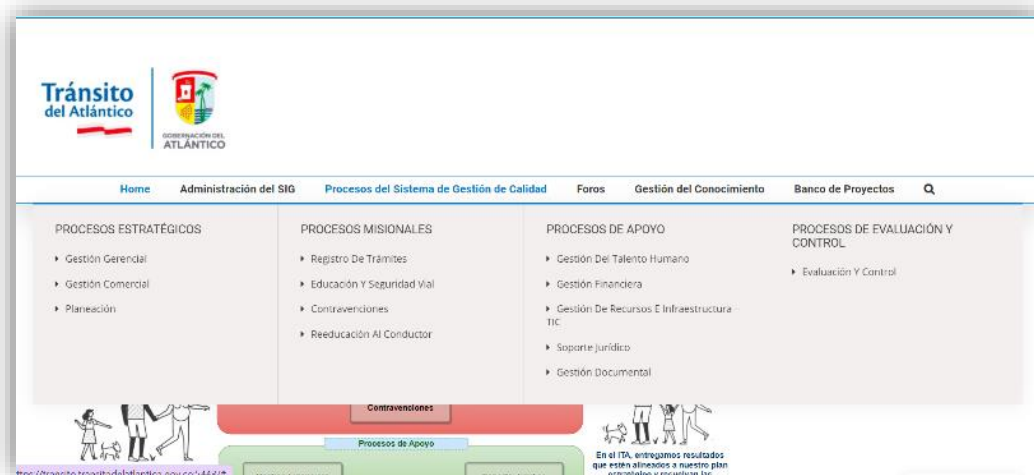 Tránsito
del Atlántico
GOBERNACIÓN DEL
ATLÁNTICO
Home Administración del SIG Procesos del Sistema de Gestión de Calidad Foros Gestión del Conocimiento Banco de Proyectos
PROCESOS ESTRATÉGICOS
Gestión Gerencial
Gestión Comercial
Planeación
PROCESOS MISIONALES
Registro De Trámites
Educación Y Seguridad Vial
Contravenciones
Reeducación Al Conductor
PROCESOS DE APOYO
Gestión Del Talento Humano
Gestión Financiera
Gestión De Recursos E Infraestructura –
TIC
Soporte Jurídico
Gestión Documental
PROCESOS DE EVALUACIÓN Y
CONTROL
Evaluación Y Control
Contravenciones
Procesos de Apoyo
En el ITA, entregamos resultados
que estén alineados a nuestro plan
estratégico y resuelvan las